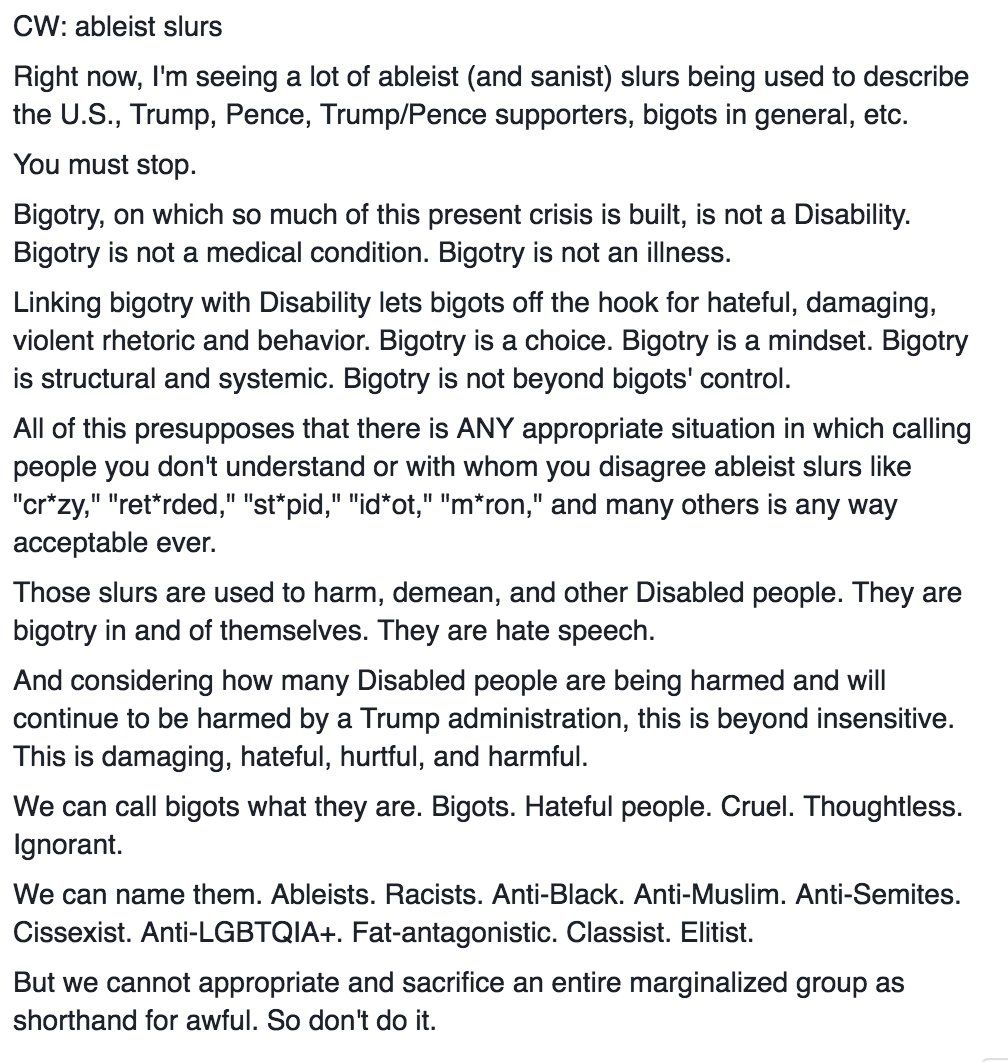 CW: ableist slurs
Right now, I'm seeing a lot of ableist (and sanist) slurs being used to describe
the U.S., Trump, Pence, Trump/Pence supporters, bigots in general, etc.
You must stop.
Bigotry, on which so much of this present crisis is built, is not a Disability.
Bigotry is not a medical condition. Bigotry is not an illness.
Linking bigotry with Disability lets bigots off the hook for hateful, damaging,
violent rhetoric and behavior. Bigotry is a choice. Bigotry is a mindset. Bigotry
is structural and systemic. Bigotry is not beyond bigots' control.
All of this presupposes that there is ANY appropriate situation in which calling
people you don't understand or with whom you disagree ableist slurs like
"cr*zy," "ret*rded," "st*pid," "id*ot," "m*ron," and many others is any way
acceptable ever.
Those slurs are used to harm, demean, and other Disabled people. They are
bigotry in and of themselves. They are hate speech.
And considering how many Disabled people are being harmed and will
continue to be harmed by a Trump administration, this is beyond insensitive.
This is damaging, hateful, hurtful, and harmful.
We can call bigots what they are. Bigots. Hateful people. Cruel. Thoughtless.
Ignorant.
We can name them. Ableists. Racists. Anti-Black. Anti-Muslim. Anti-Semites.
Cissexist. Anti-LGBTQIA+. Fat-antagonistic. Classist. Elitist.
But we cannot appropriate and sacrifice an entire marginalized group as
shorthand for awful. So don't do it.